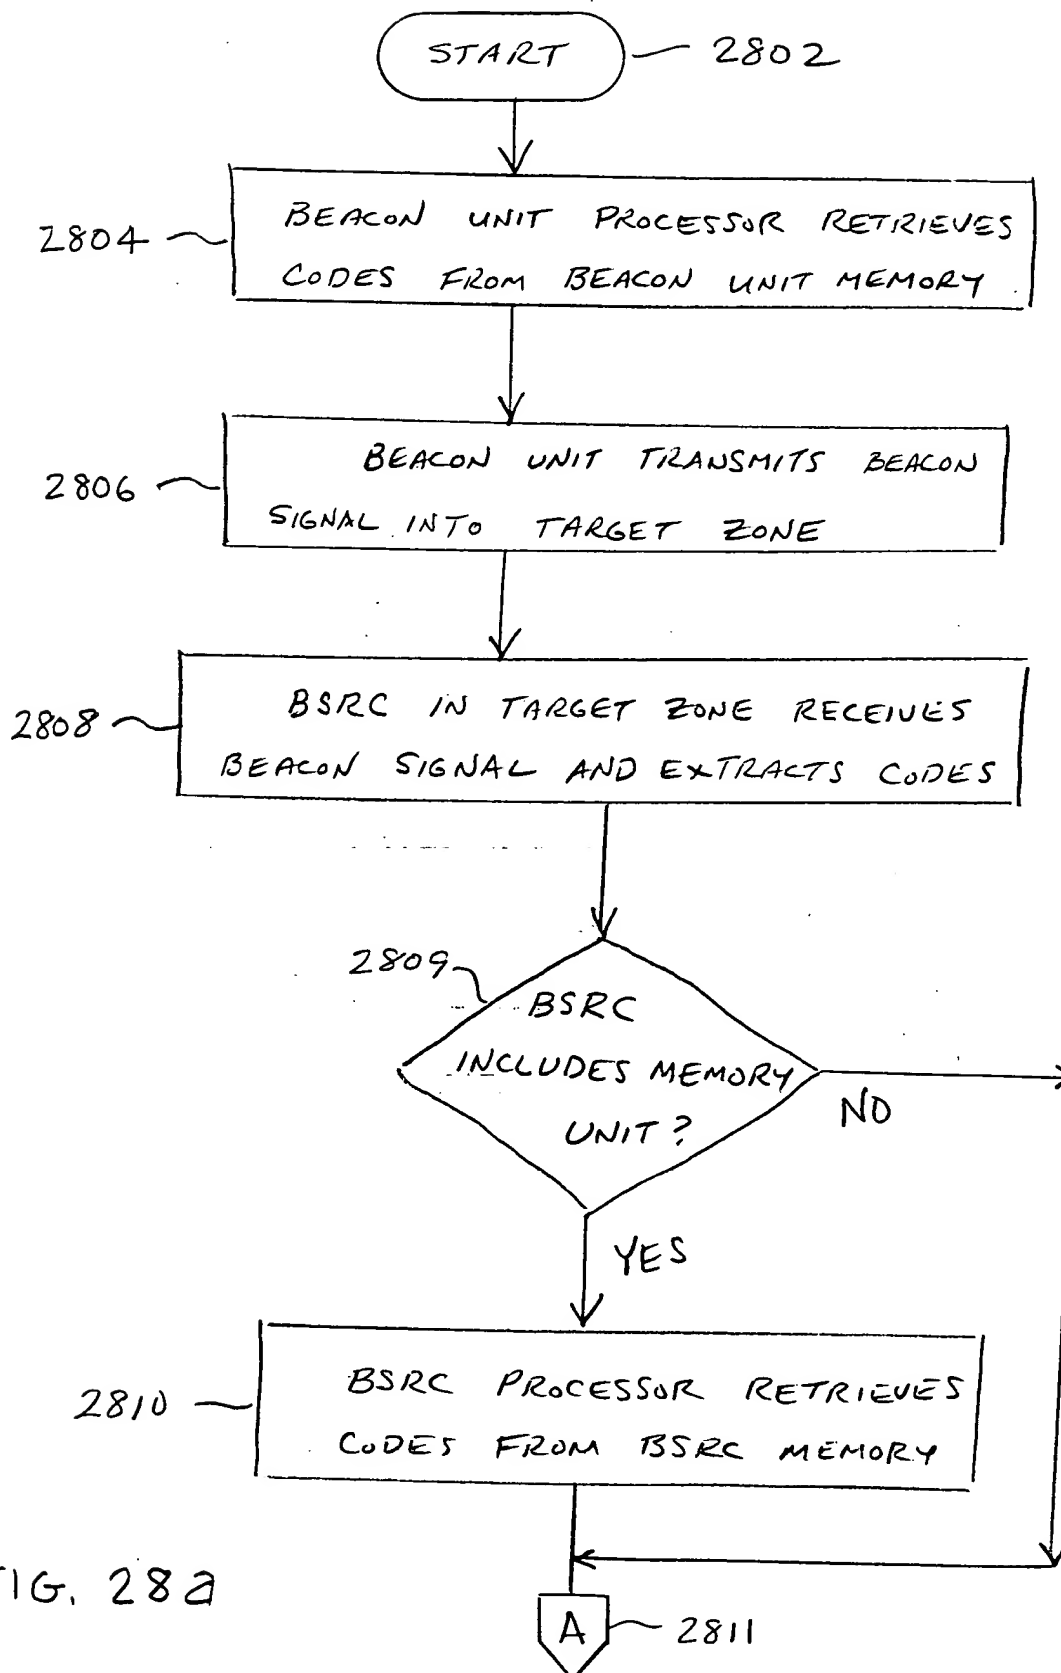 START
2802
2804
BEACON UNIT PROCESSOR RETRIEVES
CODES FROM BEACON UNIT MEMORY
2806
BEACON UNIT TRANSMITS BEACON
SIGNAL INTO TARGET ZONE
2808
BSRC IN TARGET ZONE RECEIVES
BEACON SIGNAL AND EXTRACTS CODES
2809
BSRC
INCLUDES MEMORY
UNIT?
NO
YES
2810
BSRC PROCESSOR RETRIEVES
CODES FROM BSRC MEMORY
FIG. 28a
A
2811